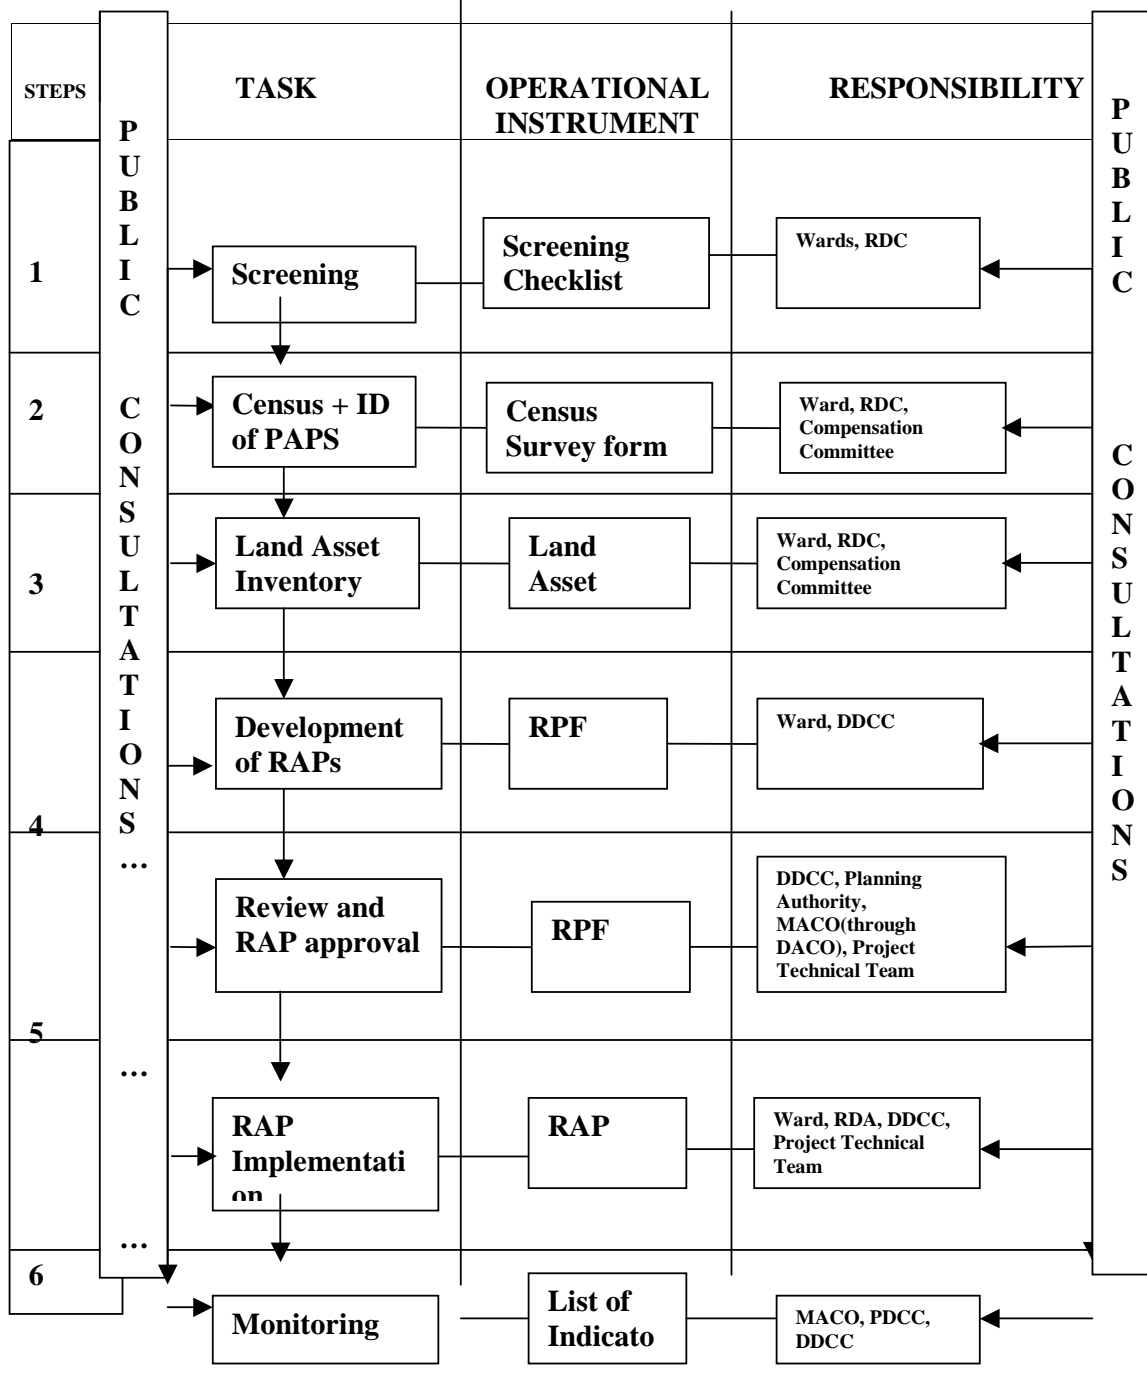 STEPS
TASK
OPERATIONAL
INSTRUMENT
RESPONSIBILITY
P
U
B
L
I
C
C
O
N
S
U
L
T
A
T
I
O
N
S
…
…
…
1
Screening
Screening
Checklist
Wards, RDC
2
Census + ID
of PAPS
Census
Survey form
Ward, RDC,
Compensation
Committee
3
Land Asset
Inventory
Land
Asset
Ward, RDC,
Compensation
Committee
4
Development
of RAPs
RPF
Ward, DDCC
5
Review and
RAP approval
RPF
DDCC, Planning
Authority,
MACO(through
DACO), Project
Technical Team
RAP
Implementati
on
RAP
Ward, RDA, DDCC,
Project Technical
Team
6
Monitoring
List of
Indicato
MACO, PDCC,
DDCC
P
U
B
L
I
C
C
O
N
S
U
L
T
A
T
I
O
N
S